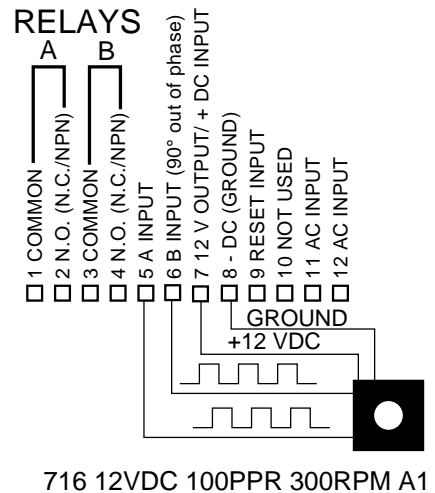 RELAYS
A B
1 COMMON
2 N.O. (N.C./NPN)
3 COMMON
4 N.O. (N.C./NPN)
5 A INPUT
6 B INPUT (90° out of phase)
7 12 V OUTPUT/ + DC INPUT
8 - DC (GROUND)
9 RESET INPUT
10 NOT USED
11 AC INPUT
12 AC INPUT
GROUND
+12 VDC
716 12VDC 100PPR 300RPM A1